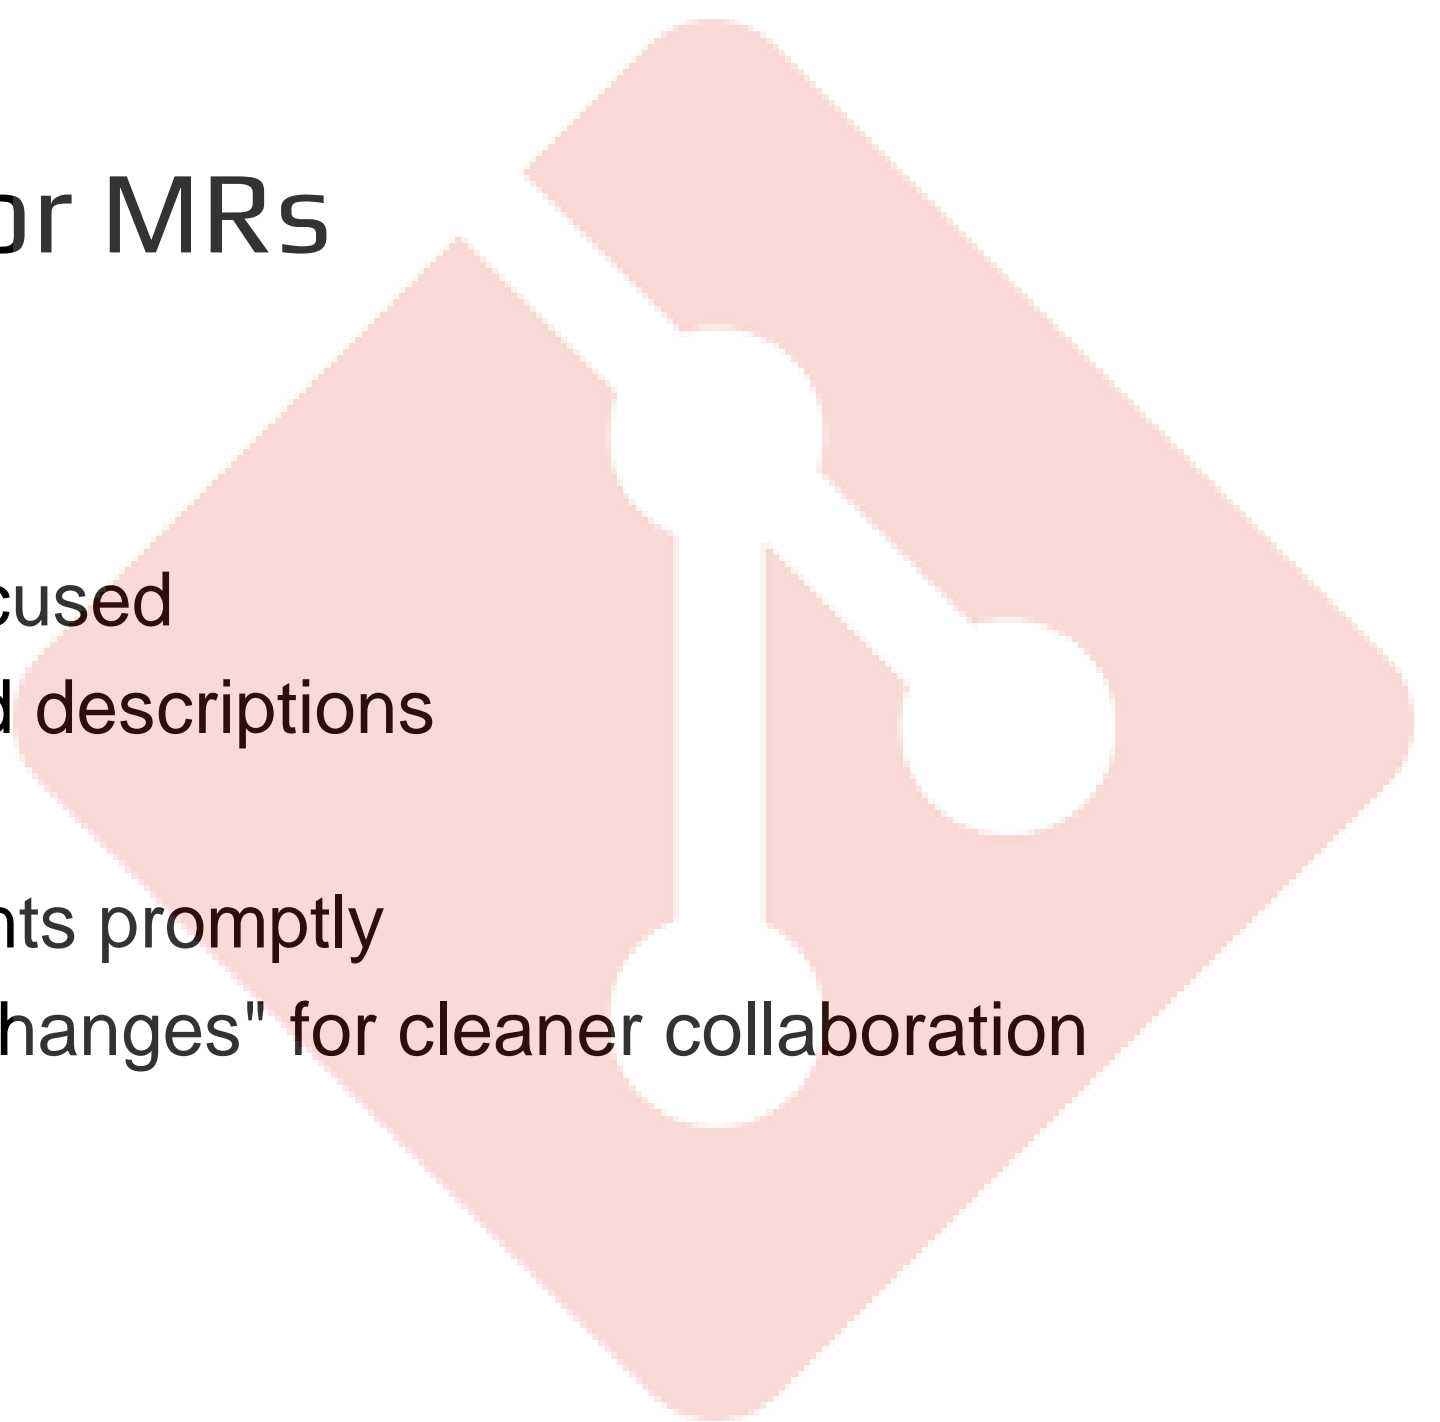 or MRs
cused
d descriptions
nts promptly
hanges" for cleaner collaboration